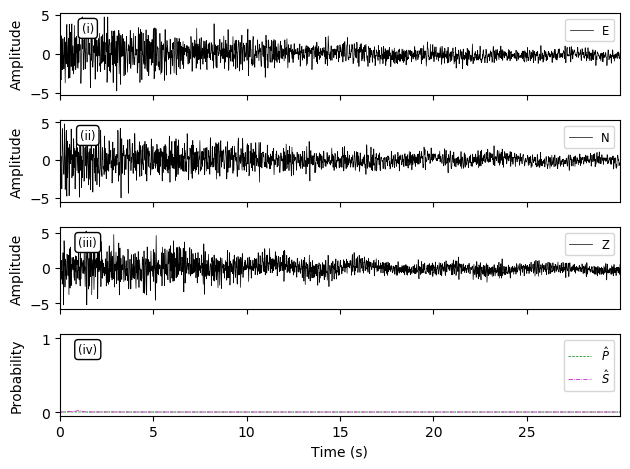 5
0
−5
Amplitude
(i)
E
5
0
−5
Amplitude
(ii)
N
5
0
−5
Amplitude
(iii)
Z
1
0
Probability
(iv)
P̂
Ŝ
0 5 10 15 20 25
Time (s)